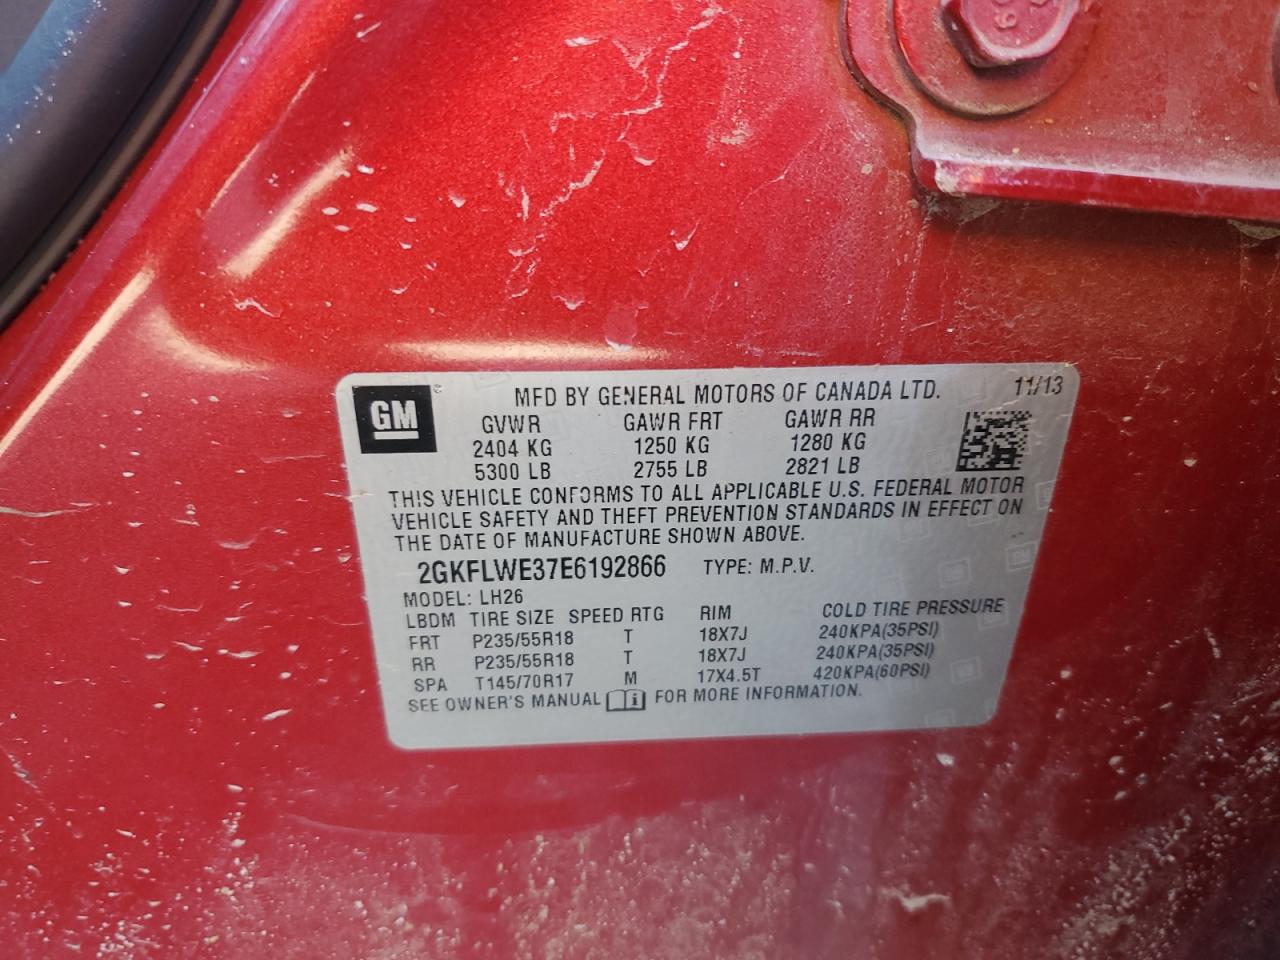 GM MFD BY GENERAL MOTORS OF CANADA LTD. 11/13
GVWR GAWR FRT GAWR RR
2404 KG 1250 KG 1280 KG
5300 LB 2755 LB 2821 LB
THIS VEHICLE CONFORMS TO ALL APPLICABLE U.S. FEDERAL MOTOR
VEHICLE SAFETY AND THEFT PREVENTION STANDARDS IN EFFECT ON
THE DATE OF MANUFACTURE SHOWN ABOVE.
2GKFLWE37E6192866 TYPE: M.P.V.
MODEL: LH26
LBDM TIRE SIZE SPEED RTG RIM COLD TIRE PRESSURE
FRT P235/55R18 T 18X7J 240KPA(35PSI)
RR P235/55R18 T 18X7J 240KPA(35PSI)
SPA T145/70R17 M 17X4.5T 420KPA(60PSI)
SEE OWNER'S MANUAL i FOR MORE INFORMATION.